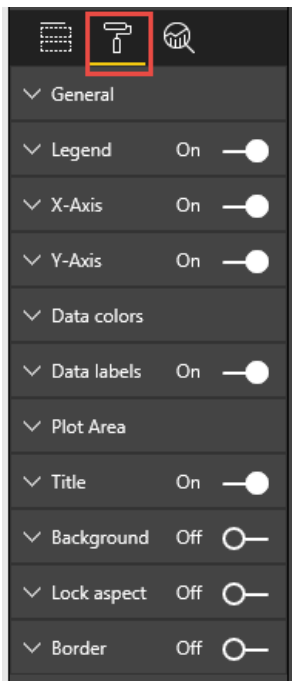 General
Legend On
X-Axis On
Y-Axis On
Data colors
Data labels On
Plot Area
Title On
Background Off
Lock aspect Off
Border Off